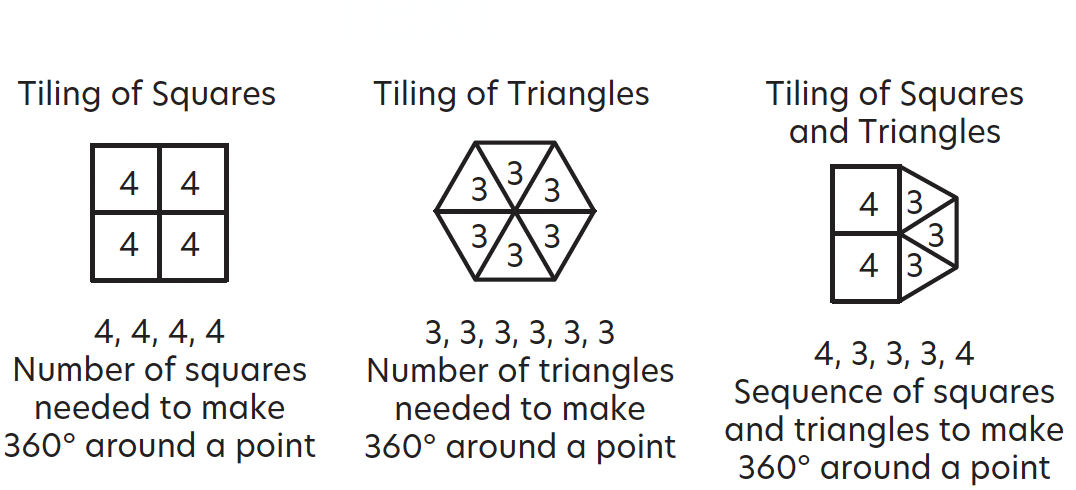 Tiling of Squares
4 4
4 4
4, 4, 4, 4
Number of squares
needed to make
360° around a point
Tiling of Triangles
3 3 3
3 3 3
3, 3, 3, 3, 3, 3
Number of triangles
needed to make
360° around a point
Tiling of Squares
and Triangles
4 3
3
4 3
4, 3, 3, 3, 4
Sequence of squares
and triangles to make
360° around a point